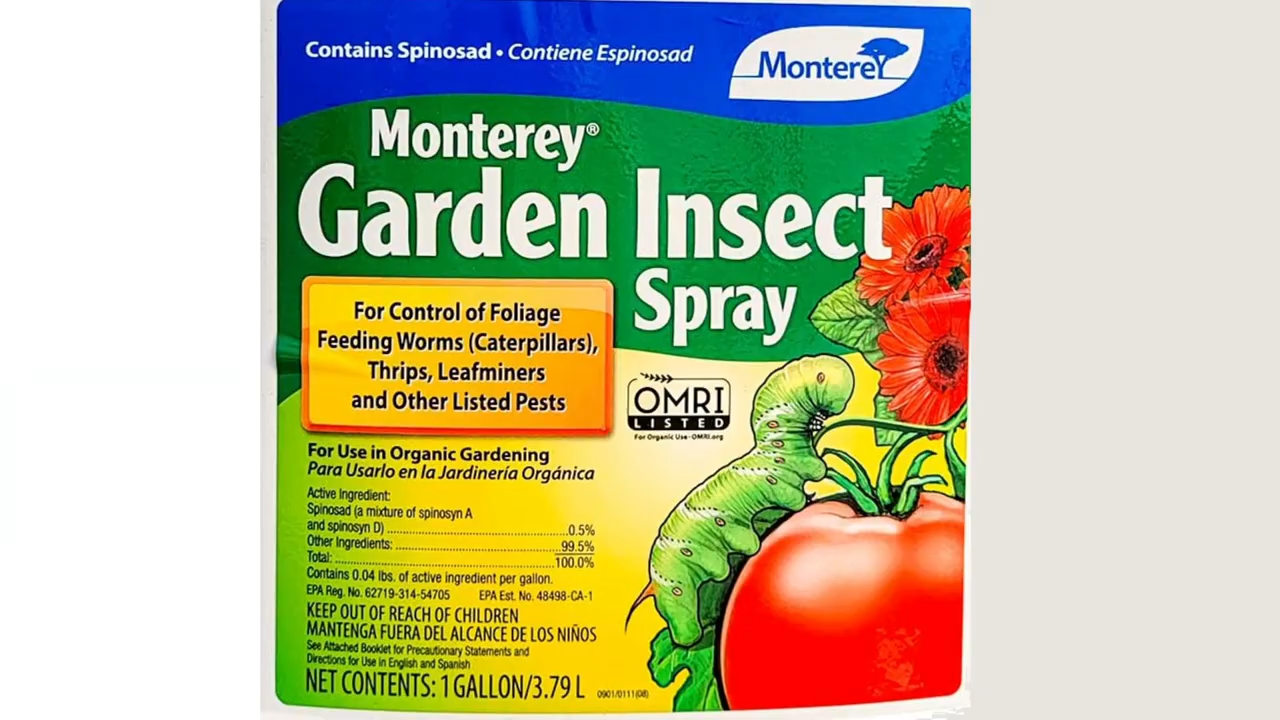 Contains Spinosad • Contiene Espinosad
Monterey
Monterey®
Garden Insect
Spray
For Control of Foliage
Feeding Worms (Caterpillars),
Thrips, Leafminers
and Other Listed Pests
OMRI
LISTED
For Organic Use-OMRI.org
For Use in Organic Gardening
Para Usarlo en la Jardinería Orgánica
Active Ingredient:
Spinosad (a mixture of spinosyn A
and spinosyn D) ........................................................0.5%
Other Ingredients: ....................................................99.5%
Total:........................................................................100.0%
Contains 0.04 lbs. of active ingredient per gallon.
EPA Reg. No. 62719-314-54705 EPA Est. No. 48498-CA-1
KEEP OUT OF REACH OF CHILDREN
MANTENGA FUERA DEL ALCANCE DE LOS NIÑOS
See Attached Booklet for Precautionary Statements and
Directions for Use in English and Spanish
NET CONTENTS: 1 GALLON/3.79 L
0901/0111(08)